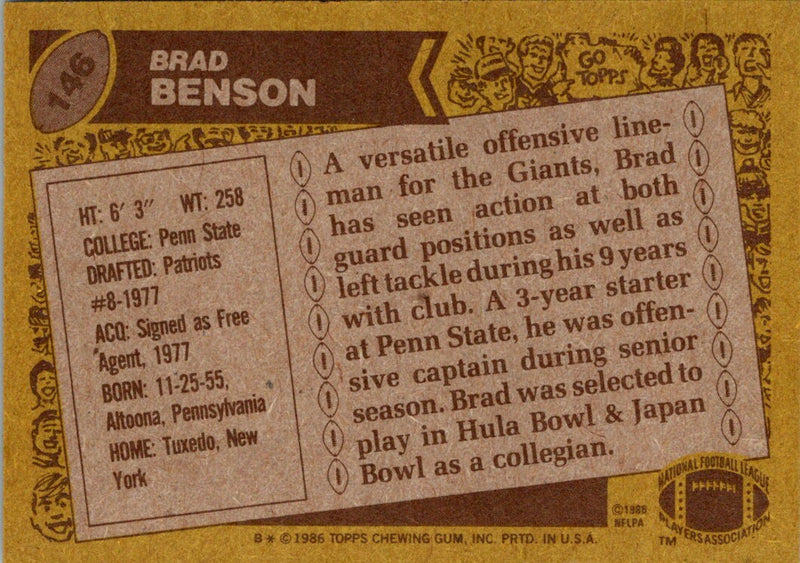 146
BRAD
BENSON
GO
TOPPS
HT: 6′ 3″ WT: 258
COLLEGE: Penn State
DRAFTED: Patriots
#8-1977
ACQ: Signed as Free
Agent, 1977
BORN: 11-25-55,
Altoona, Pennsylvania
HOME: Tuxedo, New
York
A versatile offensive line-
man for the Giants, Brad
has seen action at both
guard positions as well as
left tackle during his 9 years
with club. A 3-year starter
at Penn State, he was offen-
sive captain during senior
season. Brad was selected to
play in Hula Bowl & Japan
Bowl as a collegian.
©1986
NFLPA
NATIONAL FOOTBALL LEAGUE
PLAYERS ASSOCIATION
TM
B * © 1986 TOPPS CHEWING GUM, INC. PRTD. IN U.S.A.